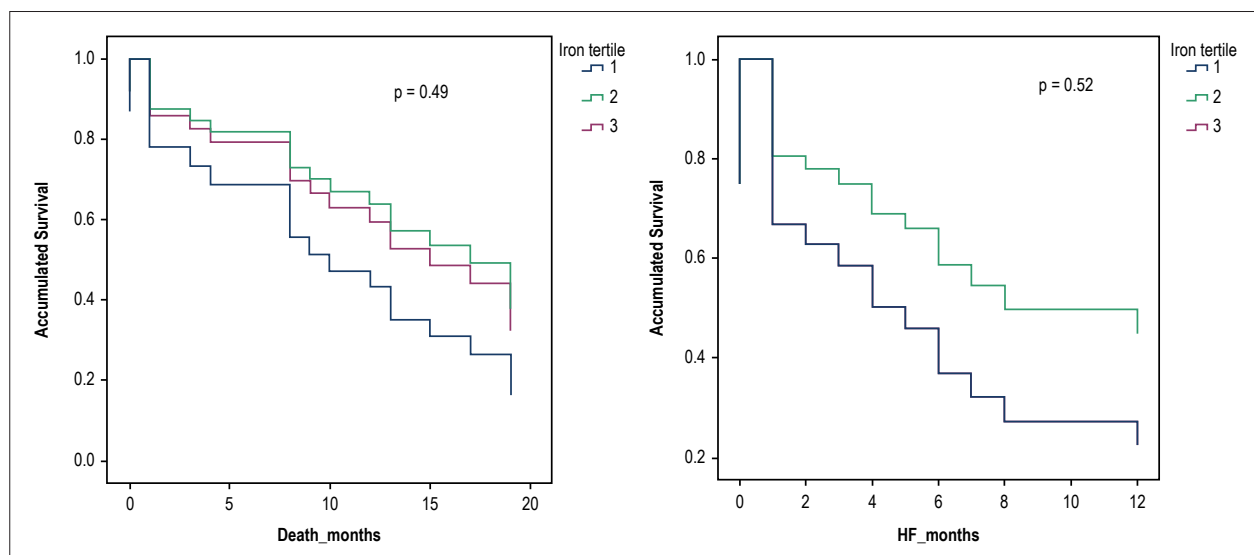 Iron tertile
1
2
3
p = 0.49
Accumulated Survival
1.0
0.8
0.6
0.4
0.2
0.0
0 5 10 15 20
Death_months
Iron tertile
1
2
3
p = 0.52
Accumulated Survival
1.0
0.8
0.6
0.4
0.2
0 2 4 6 8 10 12
HF_months